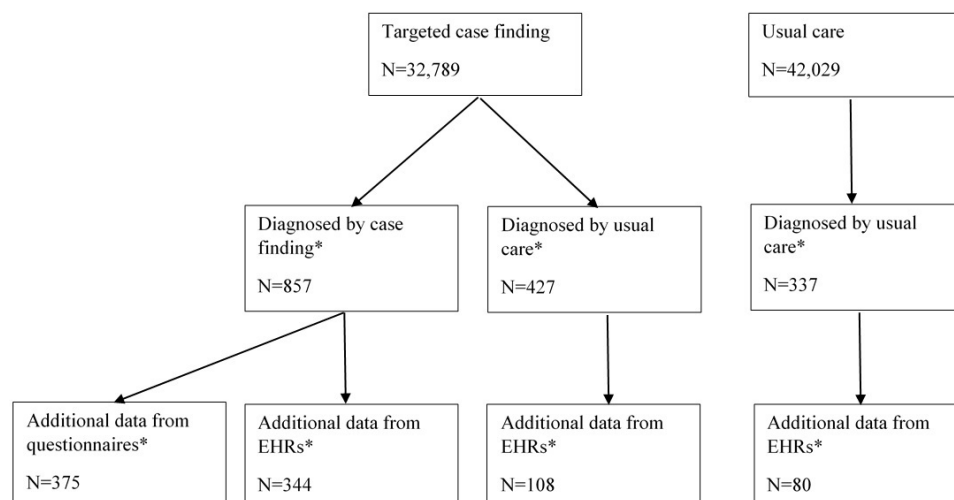 Targeted case finding
N=32,789
Usual care
N=42,029
Diagnosed by case
finding*
N=857
Diagnosed by usual
care*
N=427
Diagnosed by usual
care*
N=337
Additional data from
questionnaires*
N=375
Additional data from
EHRs*
N=344
Additional data from
EHRs*
N=108
Additional data from
EHRs*
N=80